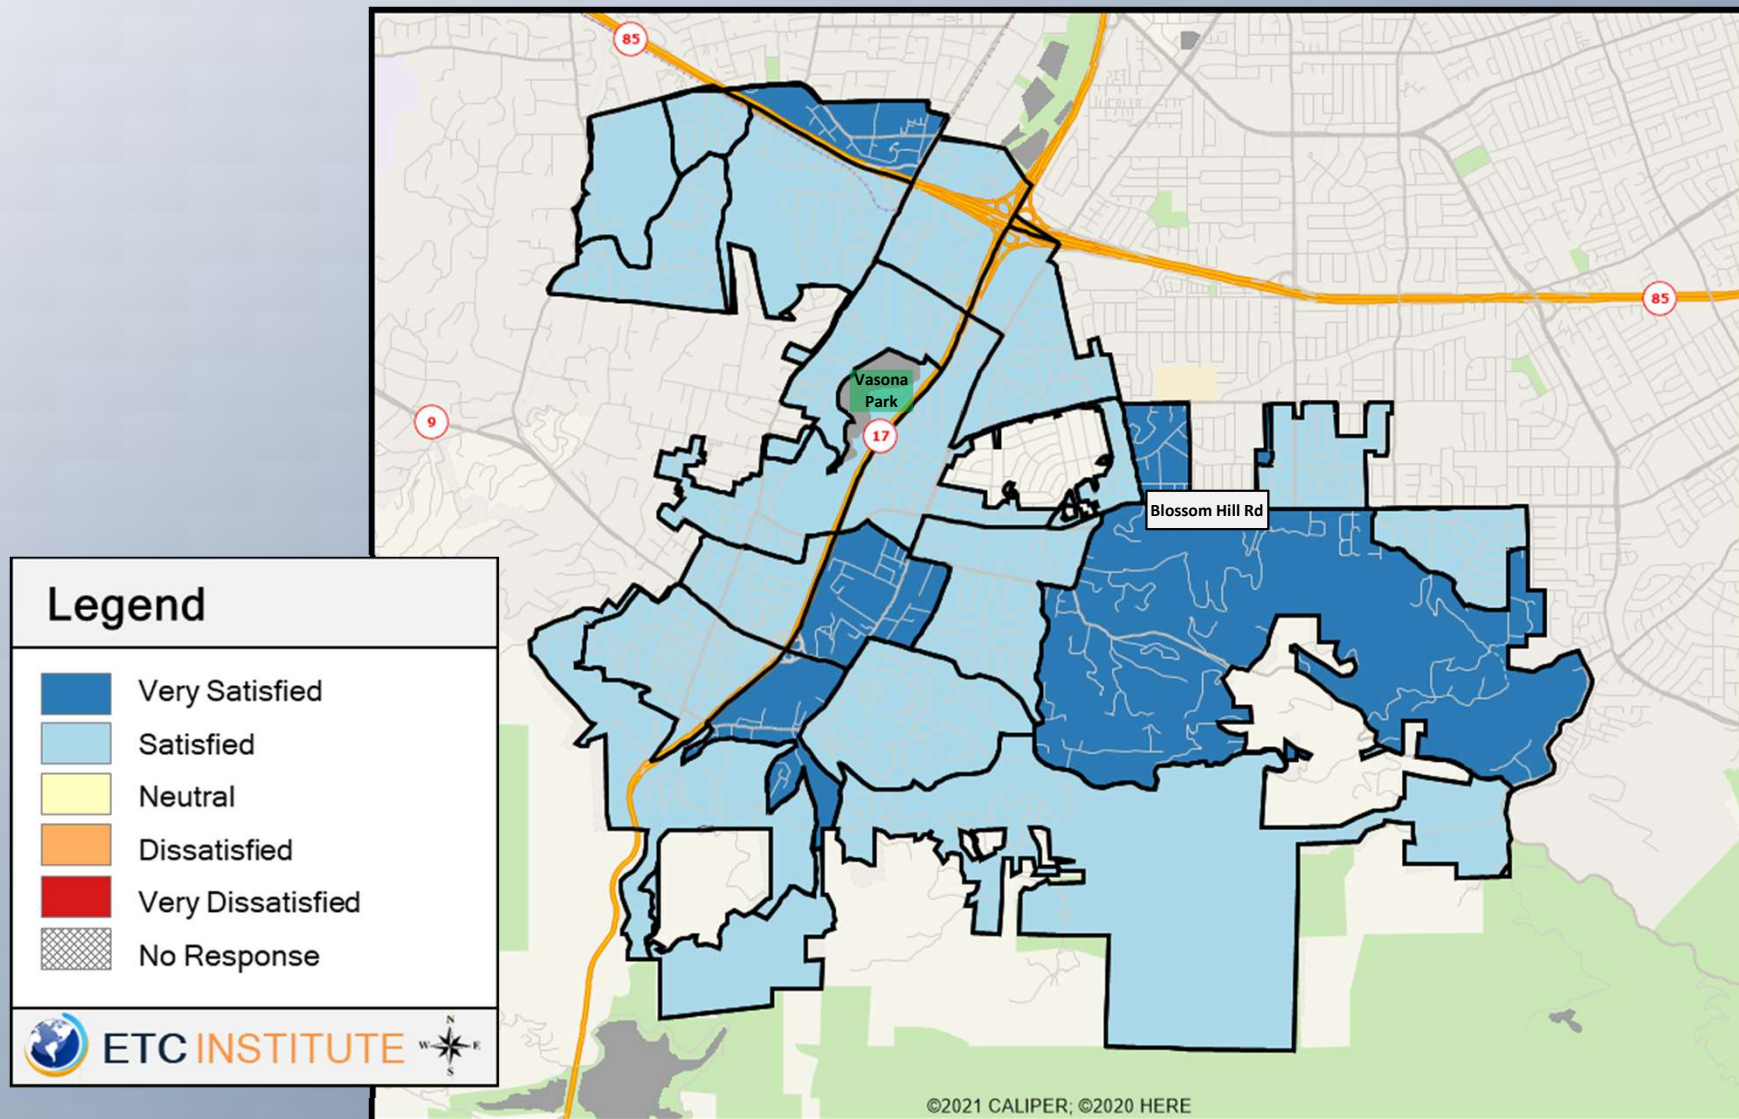 85
85
9
Vasona
Park
17
Blossom Hill Rd
Legend
Very Satisfied
Satisfied
Neutral
Dissatisfied
Very Dissatisfied
No Response
ETC INSTITUTE
N
W E
S
©2021 CALIPER; ©2020 HERE